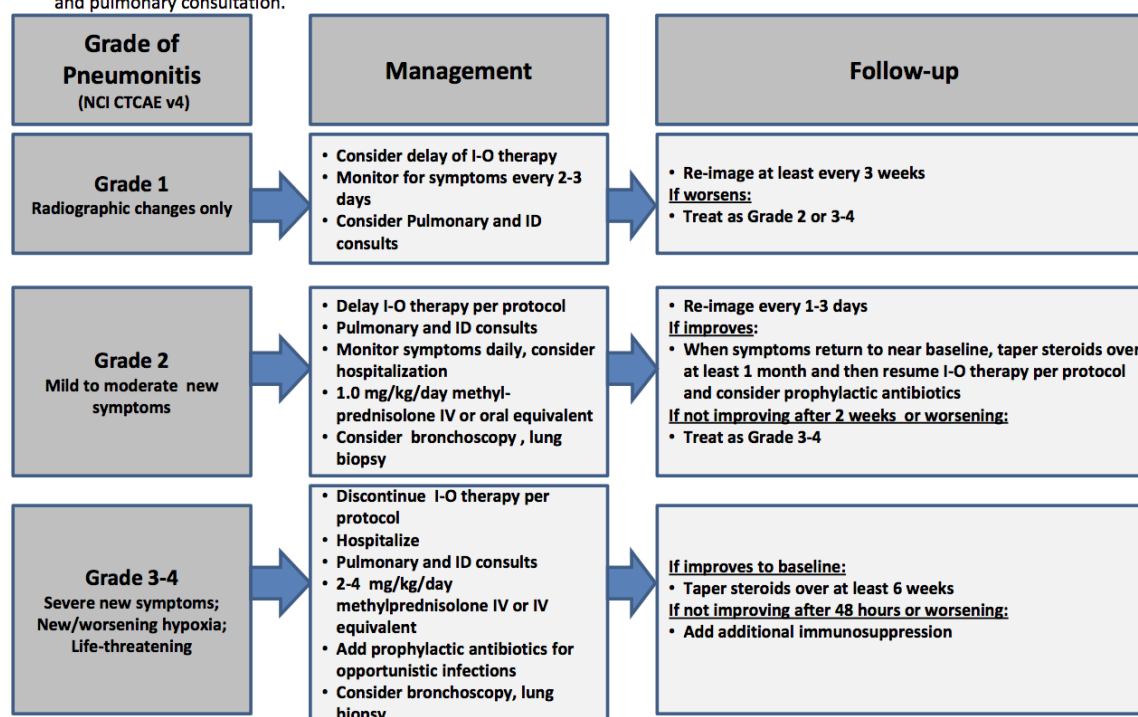 and pulmonary consultation.
Grade of
Pneumonitis
(NCI CTCAE v4)
Management
Follow-up
Grade 1
Radiographic changes only
• Consider delay of I-O therapy
• Monitor for symptoms every 2-3
days
• Consider Pulmonary and ID
consults
• Re-image at least every 3 weeks
If worsens:
• Treat as Grade 2 or 3-4
Grade 2
Mild to moderate new
symptoms
• Delay I-O therapy per protocol
• Pulmonary and ID consults
• Monitor symptoms daily, consider
hospitalization
• 1.0 mg/kg/day methyl-
prednisolone IV or oral equivalent
• Consider bronchoscopy , lung
biopsy
• Re-image every 1-3 days
If improves:
• When symptoms return to near baseline, taper steroids over
at least 1 month and then resume I-O therapy per protocol
and consider prophylactic antibiotics
If not improving after 2 weeks or worsening:
• Treat as Grade 3-4
Grade 3-4
Severe new symptoms;
New/worsening hypoxia;
Life-threatening
• Discontinue I-O therapy per
protocol
• Hospitalize
• Pulmonary and ID consults
• 2-4 mg/kg/day
methylprednisolone IV or IV
equivalent
• Add prophylactic antibiotics for
opportunistic infections
• Consider bronchoscopy, lung
biopsy
If improves to baseline:
• Taper steroids over at least 6 weeks
If not improving after 48 hours or worsening:
• Add additional immunosuppression